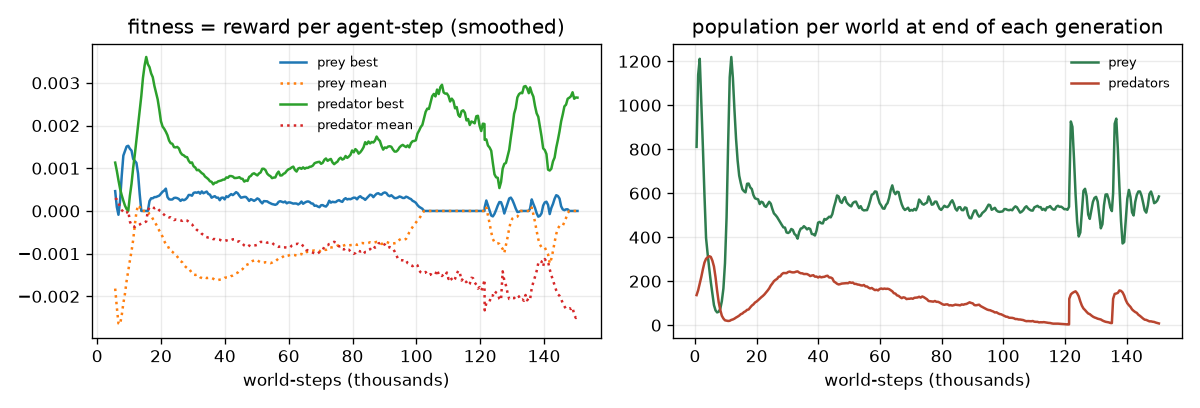 fitness = reward per agent-step (smoothed)
prey best
prey mean
predator best
predator mean
0.003
0.002
0.001
0.000
−0.001
−0.002
0 20 40 60 80 100 120 140
world-steps (thousands)
population per world at end of each generation
prey
predators
1200
1000
800
600
400
200
0
0 20 40 60 80 100 120 140
world-steps (thousands)